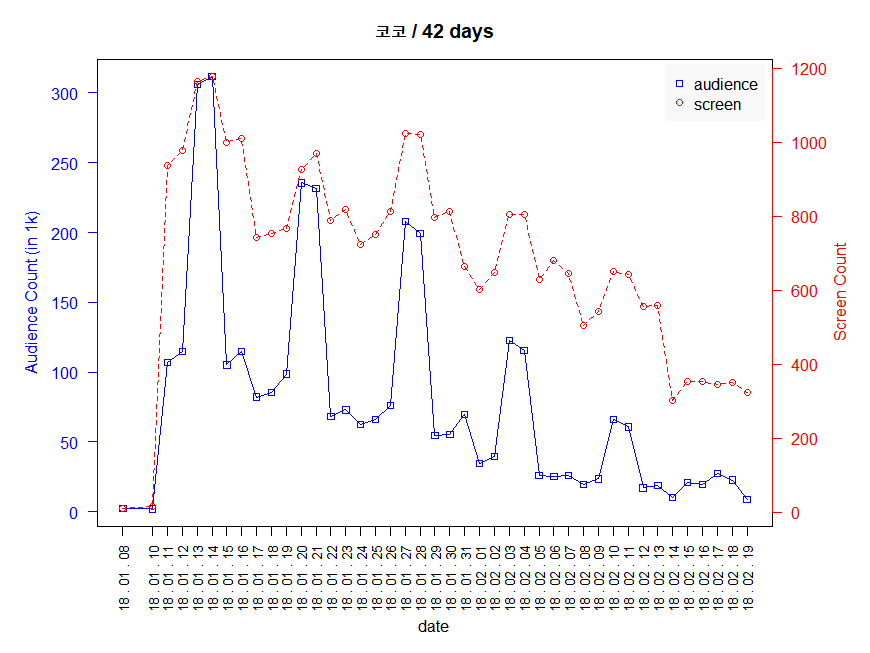 코코 / 42 days
audience
screen
Audience Count (in 1k)
0
50
100
150
200
250
300
Screen Count
0
200
400
600
800
1000
1200
18 . 01 . 08
18 . 01 . 10
18 . 01 . 11
18 . 01 . 12
18 . 01 . 13
18 . 01 . 14
18 . 01 . 15
18 . 01 . 16
18 . 01 . 17
18 . 01 . 18
18 . 01 . 19
18 . 01 . 20
18 . 01 . 21
18 . 01 . 22
18 . 01 . 23
18 . 01 . 24
18 . 01 . 25
18 . 01 . 26
18 . 01 . 27
18 . 01 . 28
18 . 01 . 29
18 . 01 . 30
18 . 01 . 31
18 . 02 . 01
18 . 02 . 02
18 . 02 . 03
18 . 02 . 04
18 . 02 . 05
18 . 02 . 06
18 . 02 . 07
18 . 02 . 08
18 . 02 . 09
18 . 02 . 10
18 . 02 . 11
18 . 02 . 12
18 . 02 . 13
18 . 02 . 14
18 . 02 . 15
18 . 02 . 16
18 . 02 . 17
18 . 02 . 18
18 . 02 . 19
date